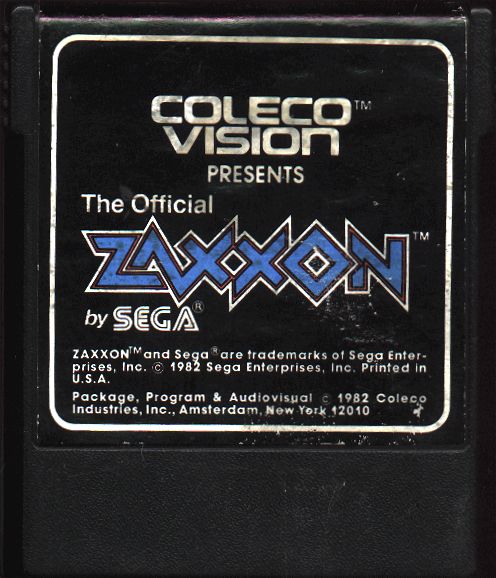 COLECO™
VISION
PRESENTS
The Official
ZAXXON™
by SEGA®
ZAXXON™ and Sega® are trademarks of Sega Enter-
prises, Inc. © 1982 Sega Enterprises, Inc. Printed in
U.S.A.
Package, Program & Audiovisual © 1982 Coleco
Industries, Inc., Amsterdam, New York 12010